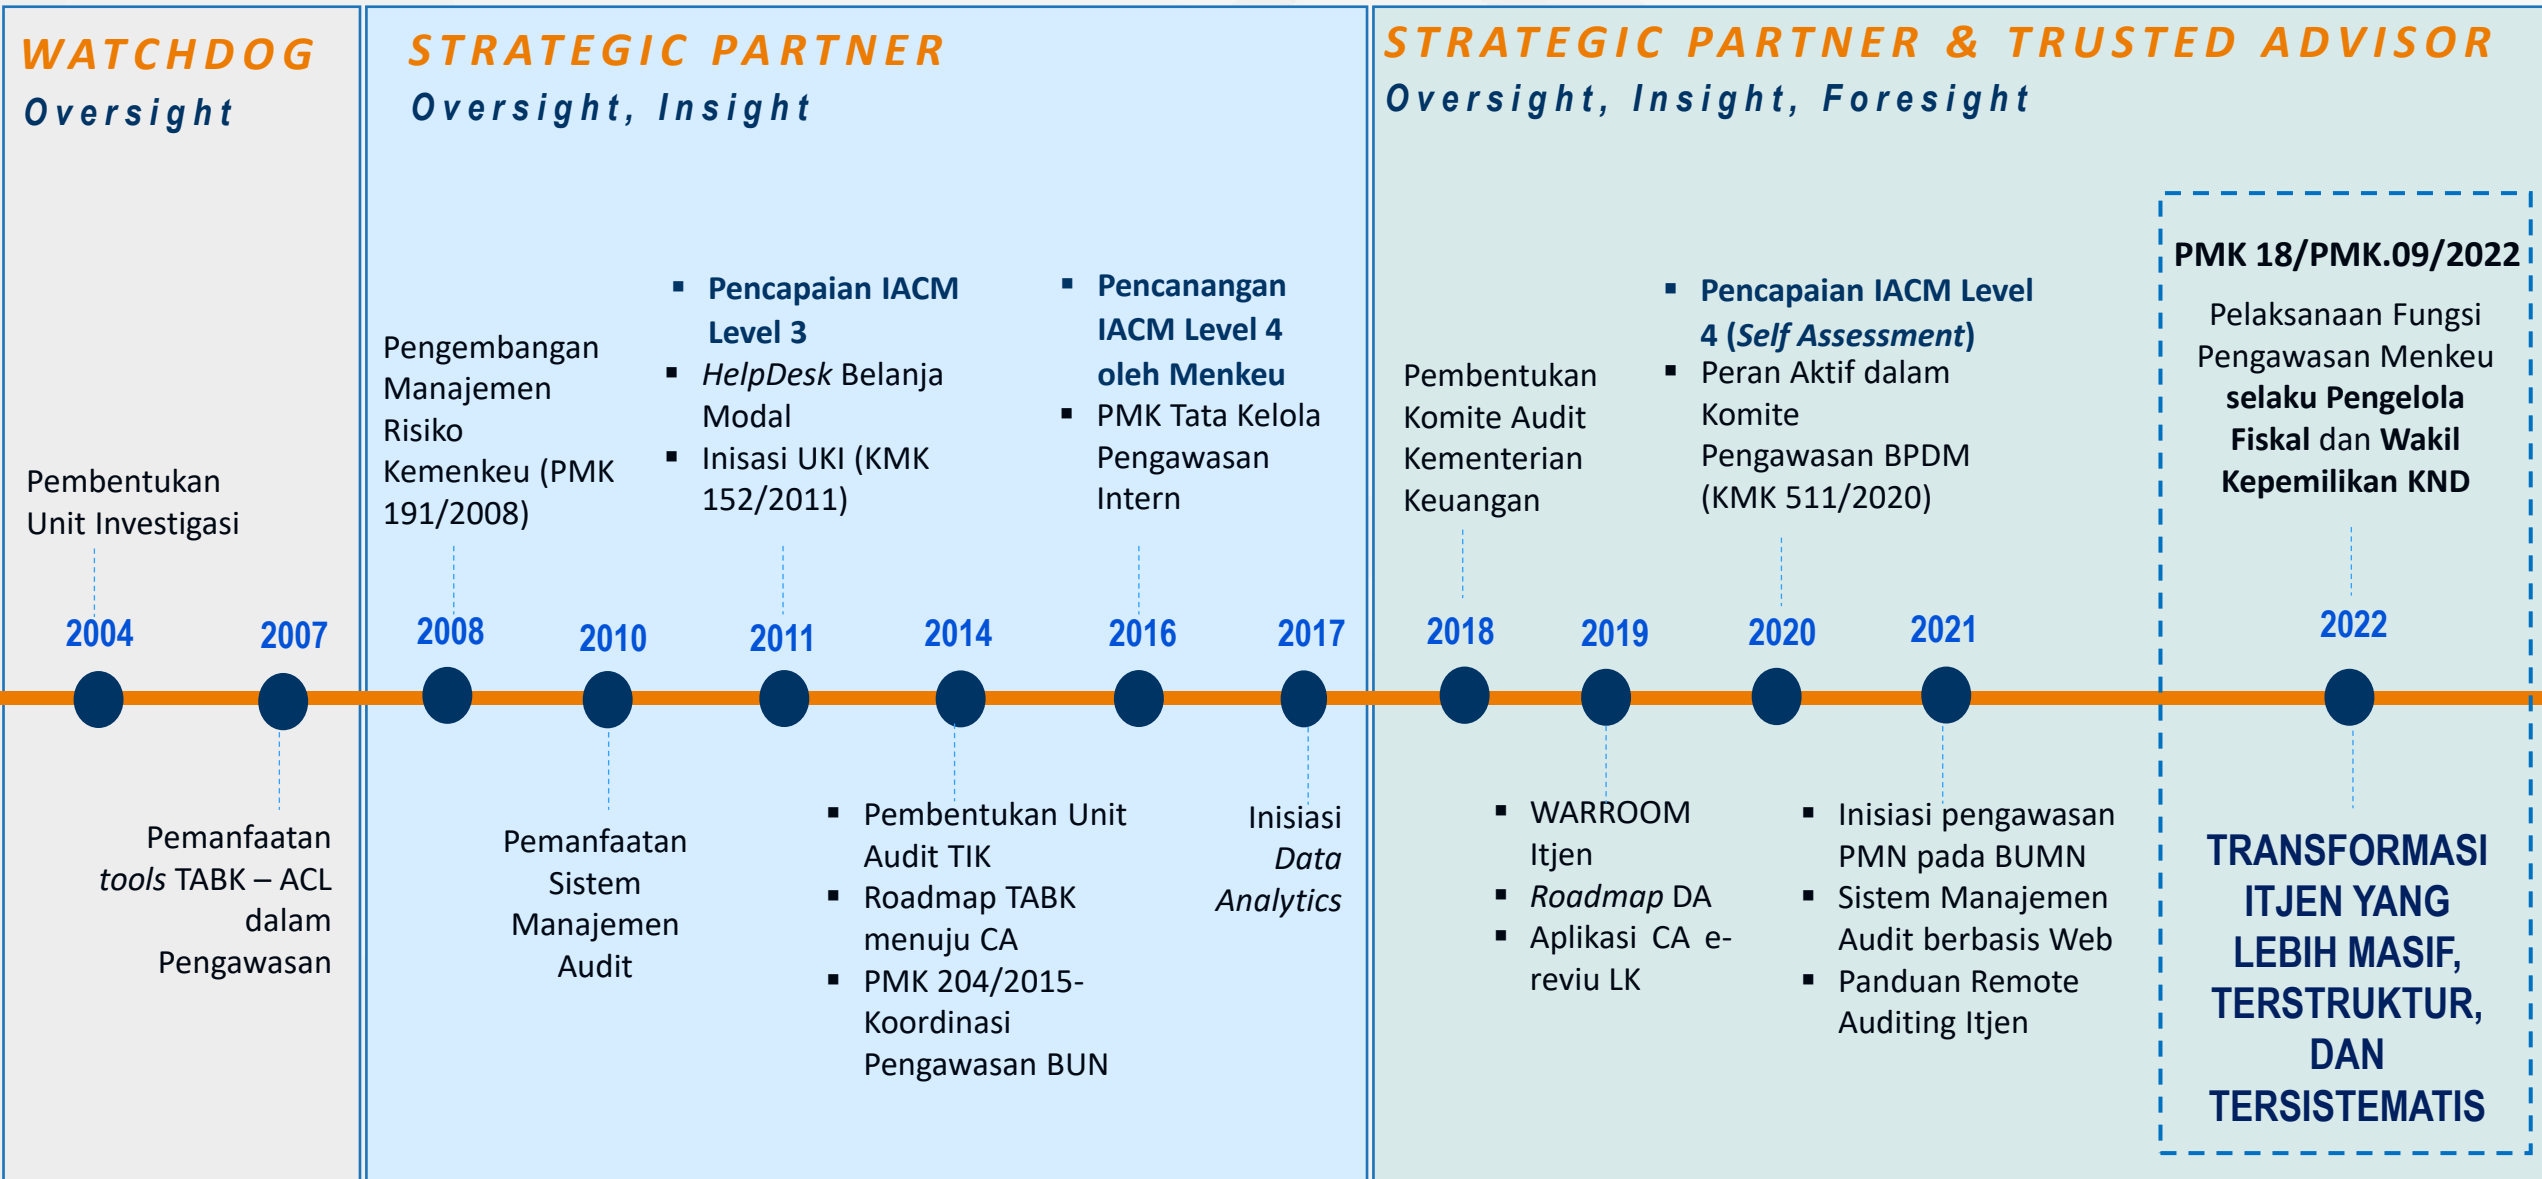 WATCHDOG
Oversight
STRATEGIC PARTNER
Oversight, Insight
STRATEGIC PARTNER & TRUSTED ADVISOR
Oversight, Insight, Foresight
Pembentukan
Unit Investigasi
2004
2007
Pemanfaatan
tools TABK – ACL
dalam
Pengawasan
Pengembangan
Manajemen
Risiko
Kemenkeu (PMK
191/2008)
2008
2010
Pemanfaatan
Sistem
Manajemen
Audit
▪ Pencapaian IACM
Level 3
▪ HelpDesk Belanja
Modal
▪ Inisasi UKI (KMK
152/2011)
2011
2014
▪ Pembentukan Unit
Audit TIK
▪ Roadmap TABK
menuju CA
▪ PMK 204/2015-
Koordinasi
Pengawasan BUN
▪ Pencanangan
IACM Level 4
oleh Menkeu
▪ PMK Tata Kelola
Pengawasan
Intern
2016
2017
Inisiasi
Data
Analytics
Pembentukan
Komite Audit
Kementerian
Keuangan
2018
2019
▪ WARROOM
Itjen
▪ Roadmap DA
▪ Aplikasi CA e-
reviu LK
▪ Pencapaian IACM Level
4 (Self Assessment)
▪ Peran Aktif dalam
Komite
Pengawasan BPDM
(KMK 511/2020)
2020
2021
▪ Inisiasi pengawasan
PMN pada BUMN
▪ Sistem Manajemen
Audit berbasis Web
▪ Panduan Remote
Auditing Itjen
PMK 18/PMK.09/2022
Pelaksanaan Fungsi
Pengawasan Menkeu
selaku Pengelola
Fiskal dan Wakil
Kepemilikan KND
2022
TRANSFORMASI
ITJEN YANG
LEBIH MASIF,
TERSTRUKTUR,
DAN
TERSISTEMATIS